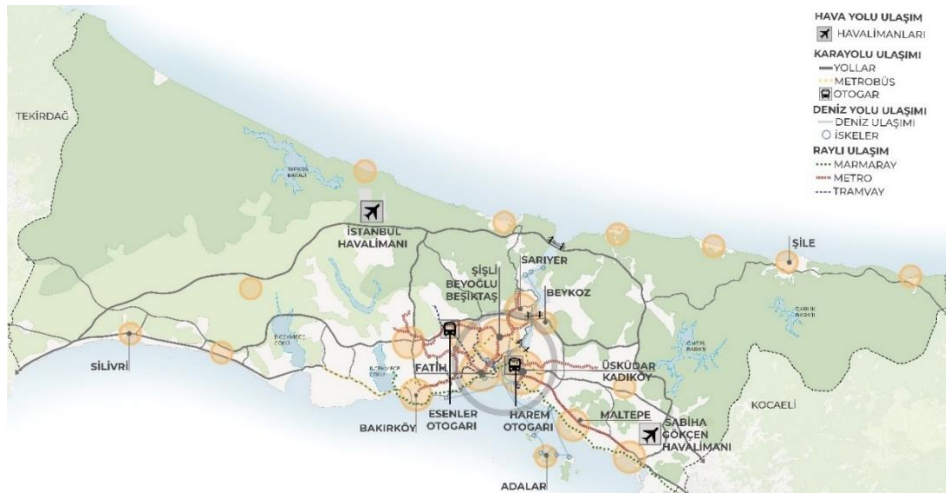 HAVA YOLU ULAŞIM
HAVALİMANLARI
KARAYOLU ULAŞIMI
YOLLAR
METROBÜS
OTOGAR
DENİZ YOLU ULAŞIMI
DENİZ ULAŞIMI
İSKELER
RAYLI ULAŞIM
MARMARAY
METRO
TRAMVAY
TEKİRDAĞ
İSTANBUL
HAVALİMANI
SARIYER
ŞİLE
ŞİŞLİ
BEYOĞLU
BEŞİKTAŞ
BEYKOZ
SİLİVRİ
FATİH
ÜSKÜDAR
KADIKÖY
BAKIRKÖY
ESENLER
OTOGARI
HAREM
OTOGARI
MALTEPE
SABİHA
GÖKÇEN
HAVALİMANI
KOCAELİ
ADALAR